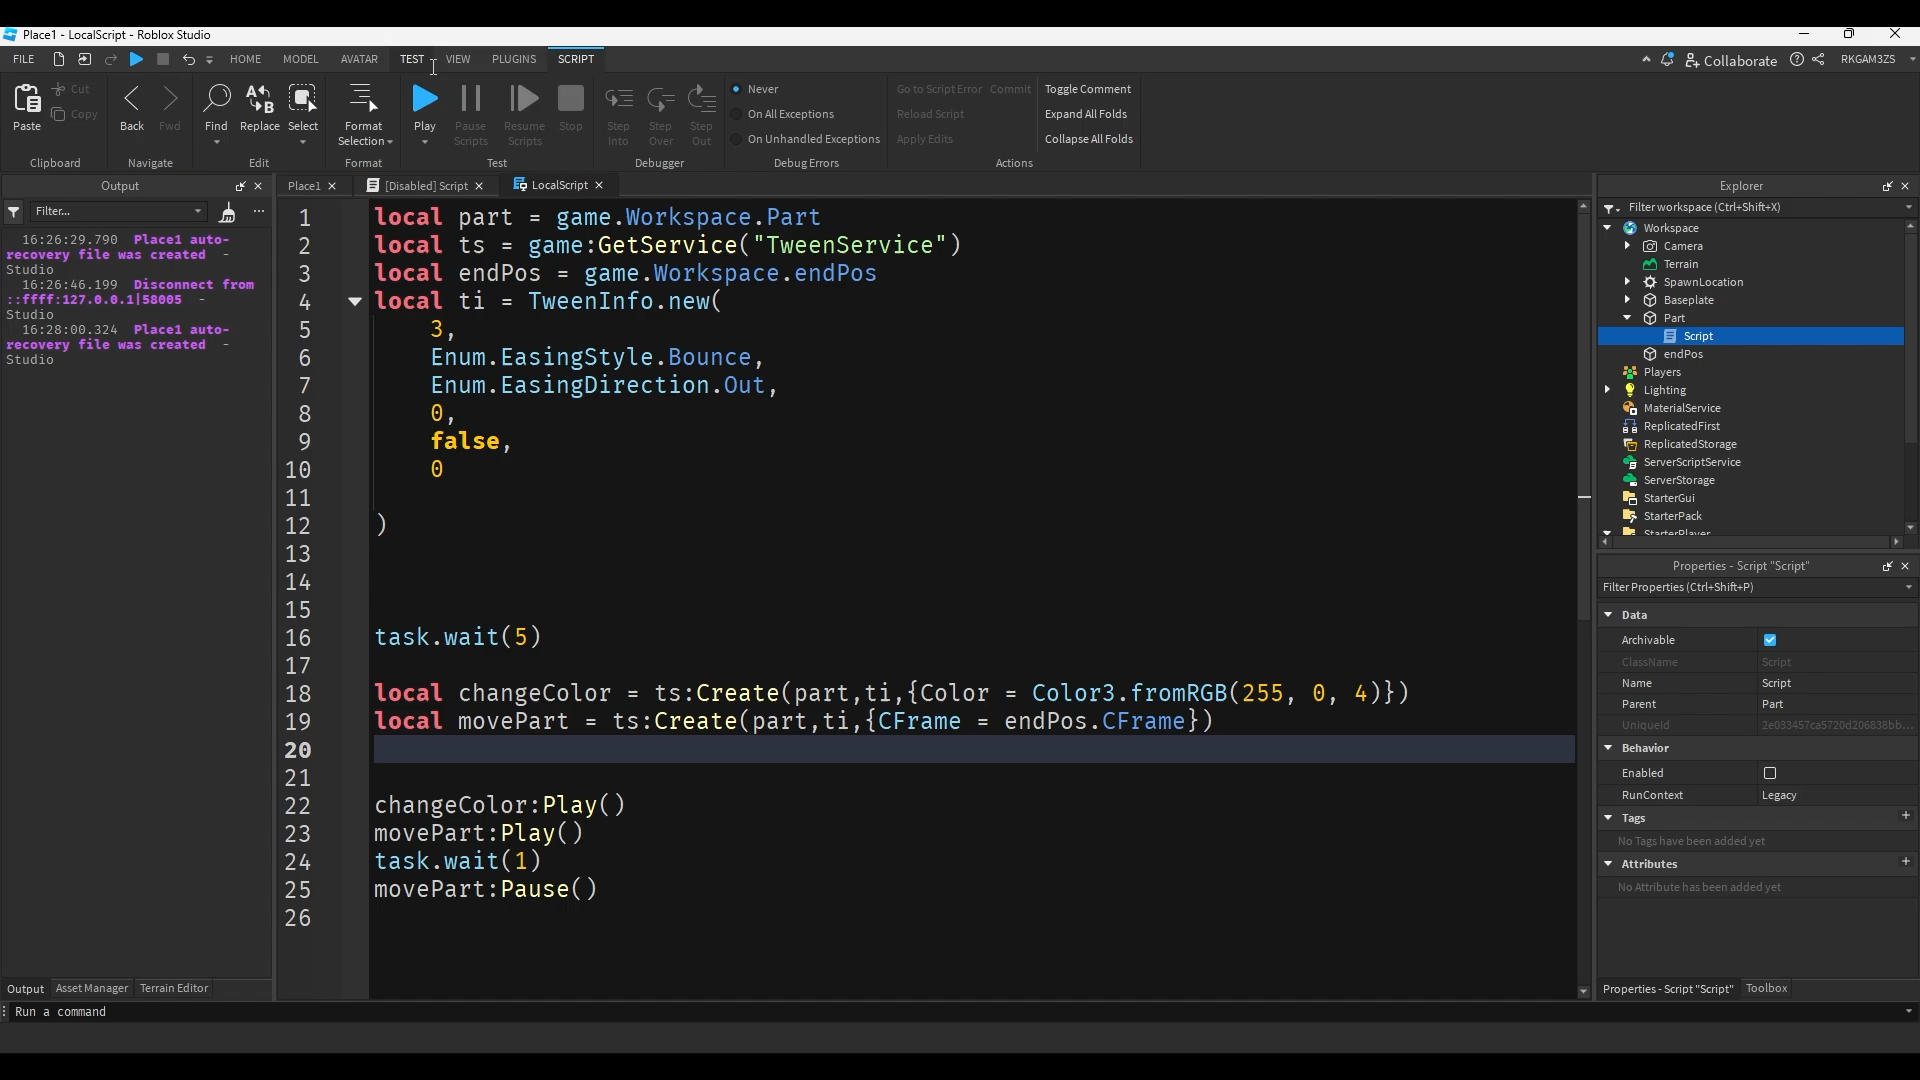 Place1 - LocalScript - Roblox Studio
FILE HOME MODEL AVATAR TEST VIEW PLUGINS SCRIPT Collaborate RKGAM3ZS
Paste Cut Copy
Clipboard
Back Fwd
Navigate
Find Replace Select
Edit
Format Selection
Format
Play Pause Scripts Resume Scripts Stop
Test
Step Into Step Over Step Out
Debugger
Never
On All Exceptions
On Unhandled Exceptions
Debug Errors
Go to Script Error Commit
Reload Script
Apply Edits
Toggle Comment
Expand All Folds
Collapse All Folds
Actions
Output
Filter...
16:26:29.790 Place1 auto-
recovery file was created -
Studio
16:26:46.199 Disconnect from
::ffff:127.0.0.1|58005 -
Studio
16:28:00.324 Place1 auto-
recovery file was created -
Studio
Output Asset Manager Terrain Editor
Place1 [Disabled] Script LocalScript
1 local part = game.Workspace.Part
2 local ts = game:GetService("TweenService")
3 local endPos = game.Workspace.endPos
4 local ti = TweenInfo.new(
5 3,
6 Enum.EasingStyle.Bounce,
7 Enum.EasingDirection.Out,
8 0,
9 false,
10 0
11
12 )
13
14
15
16 task.wait(5)
17
18 local changeColor = ts:Create(part,ti,{Color = Color3.fromRGB(255, 0, 4)})
19 local movePart = ts:Create(part,ti,{CFrame = endPos.CFrame})
20
21
22 changeColor:Play()
23 movePart:Play()
24 task.wait(1)
25 movePart:Pause()
26
Explorer
Filter workspace (Ctrl+Shift+X)
Workspace
Camera
Terrain
SpawnLocation
Baseplate
Part
Script
endPos
Players
Lighting
MaterialService
ReplicatedFirst
ReplicatedStorage
ServerScriptService
ServerStorage
StarterGui
StarterPack
StarterPlayer
Properties - Script "Script"
Filter Properties (Ctrl+Shift+P)
Data
Archivable
ClassName Script
Name Script
Parent Part
UniqueId 2e033457ca5720d206838bb...
Behavior
Enabled
RunContext Legacy
Tags
No Tags have been added yet
Attributes
No Attribute has been added yet
Properties - Script "Script" Toolbox
Run a command